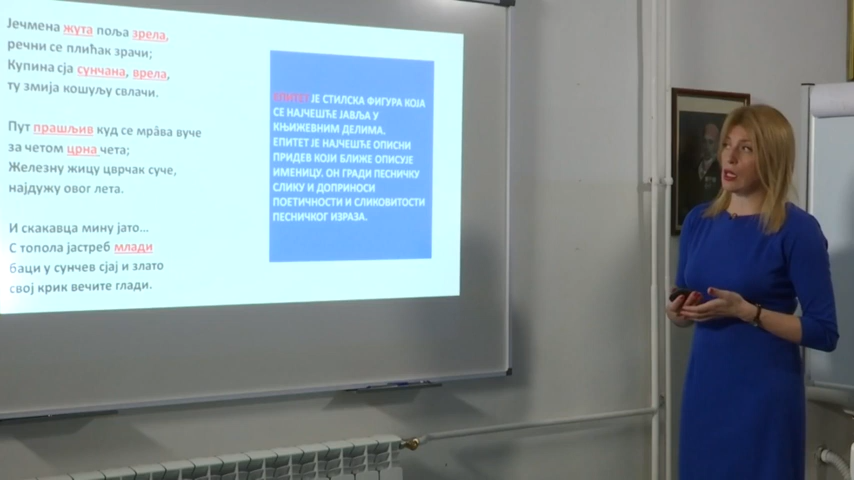 Јечмена жута поља зрела,
речни се плићак зрачи;
Купина сја сунчана, врела,
ту змија кошуљу свлачи.
Пут прашљив куд се мрâва вуче
за четом црна чета;
Железну жицу цврчак суче,
најдужу овог лета.
И скакавца мину јато...
С топола јастреб млади
баци у сунчев сјај и злато
свој крик вечите глади.
ЕПИТЕТ ЈЕ СТИЛСКА ФИГУРА КОЈА
СЕ НАЈЧЕШЋЕ ЈАВЉА У
КЊИЖЕВНИМ ДЕЛИМА.
ЕПИТЕТ ЈЕ НАЈЧЕШЋЕ ОПИСНИ
ПРИДЕВ КОЈИ БЛИЖЕ ОПИСУЈЕ
ИМЕНИЦУ. ОН ГРАДИ ПЕСНИЧКУ
СЛИКУ И ДОПРИНОСИ
ПОЕТИЧНОСТИ И СЛИКОВИТОСТИ
ПЕСНИЧКОГ ИЗРАЗА.